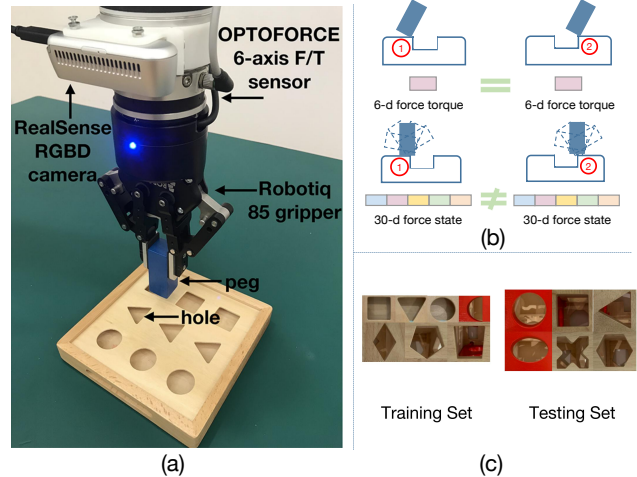 OPTOFORCE
6-axis F/T
sensor
RealSense
RGBD
camera
Robotiq
85 gripper
peg
hole
(a)
1
2
=
6-d force torque
6-d force torque
1
2
≠
30-d force state
30-d force state
(b)
Training Set
Testing Set
(c)